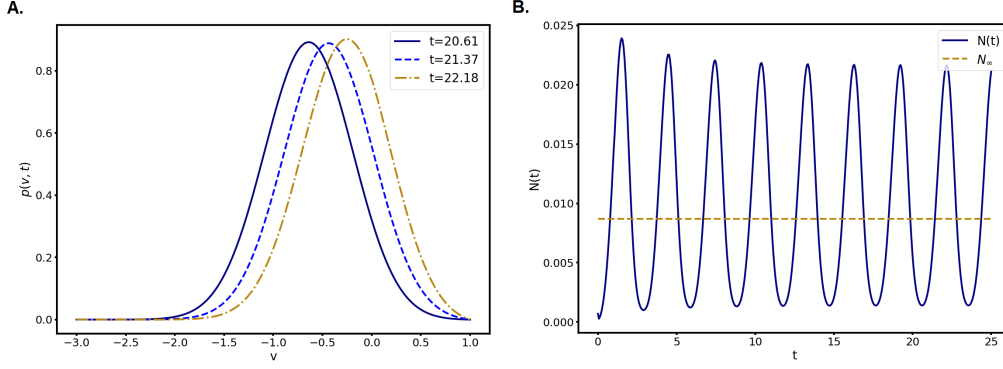 A.
t=20.61
t=21.37
t=22.18
0.8
0.6
0.4
0.2
0.0
p(v, t)
−3.0 −2.5 −2.0 −1.5 −1.0 −0.5 0.0 0.5 1.0
v
B.
N(t)
N∞
0.025
0.020
0.015
0.010
0.005
0.000
N(t)
0 5 10 15 20 25
t